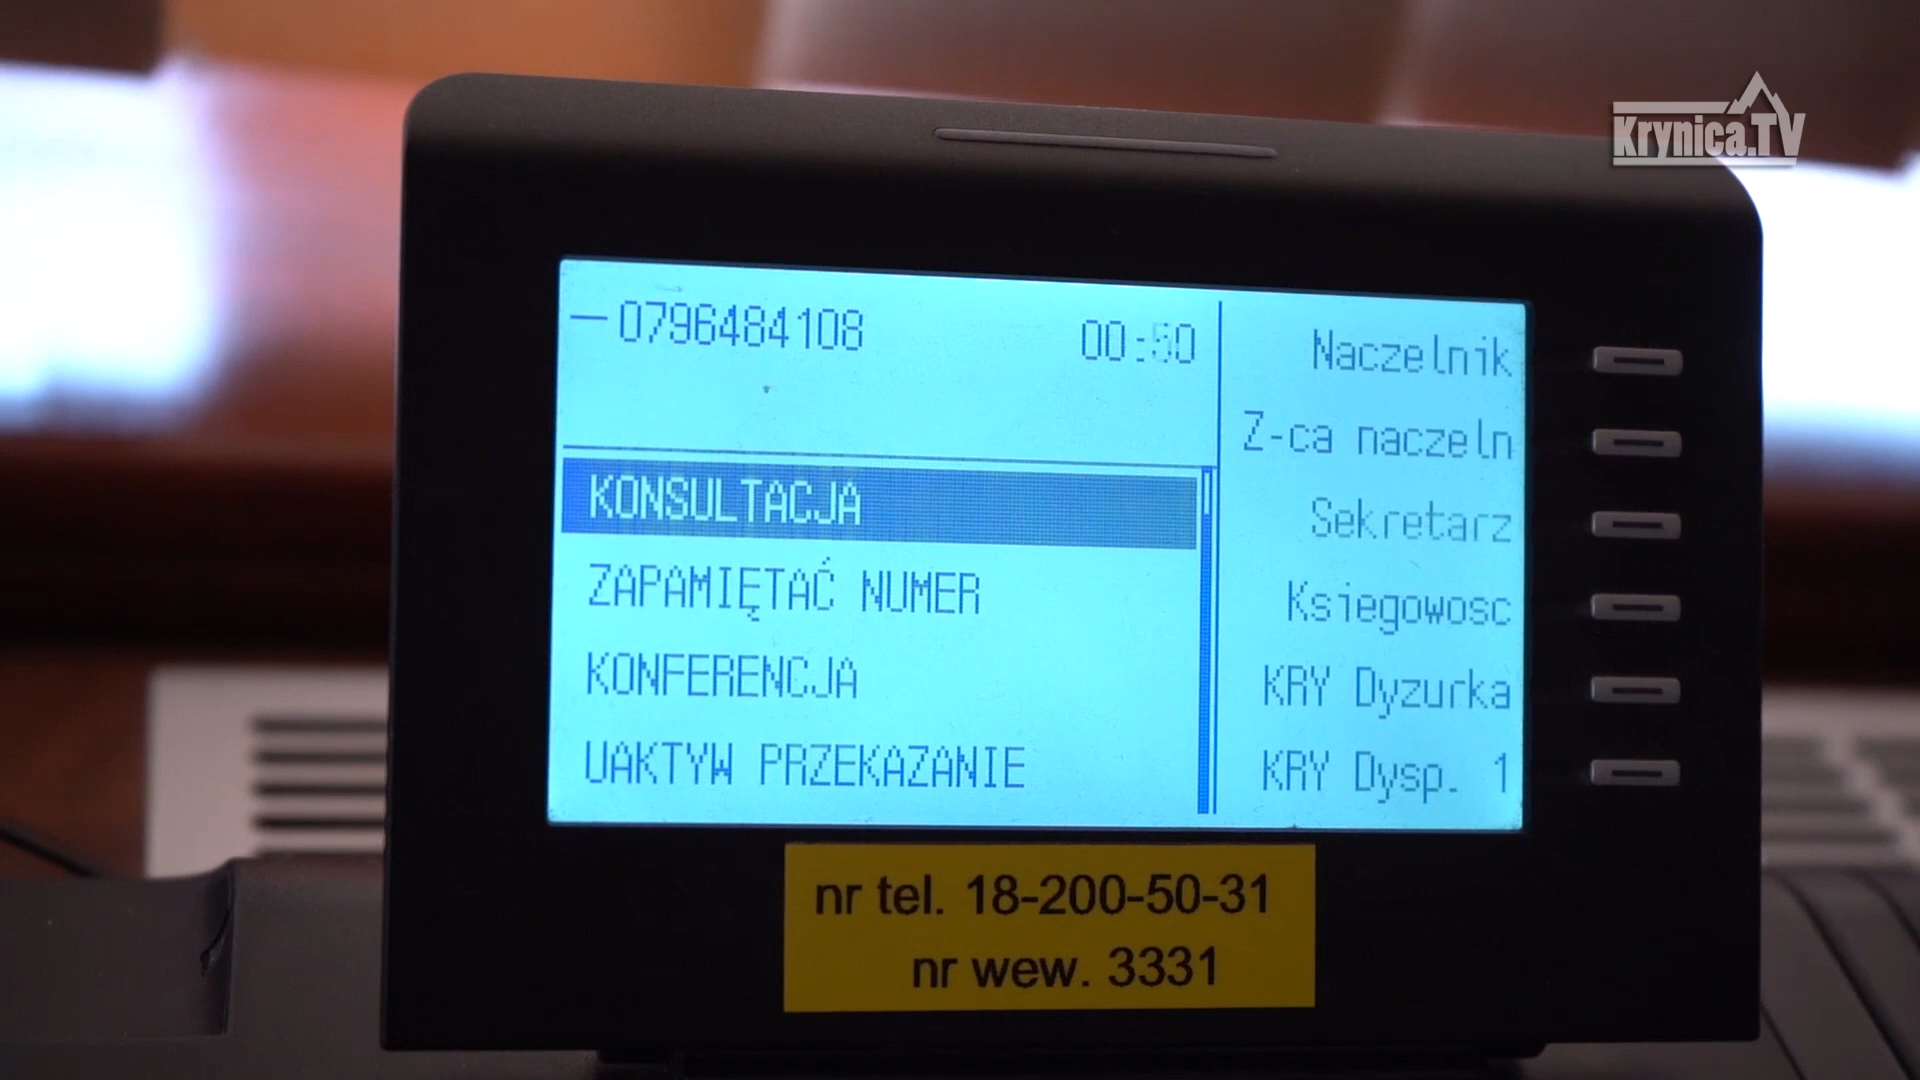 Krynica.TV
—0796484108 00:50
KONSULTACJA
ZAPAMIĘTAĆ NUMER
KONFERENCJA
UAKTYW PRZEKAZANIE
Naczelnik
Z-ca naczeln
Sekretarz
Ksiegowosc
KRY Dyzurka
KRY Dysp. 1
nr tel. 18-200-50-31
nr wew. 3331